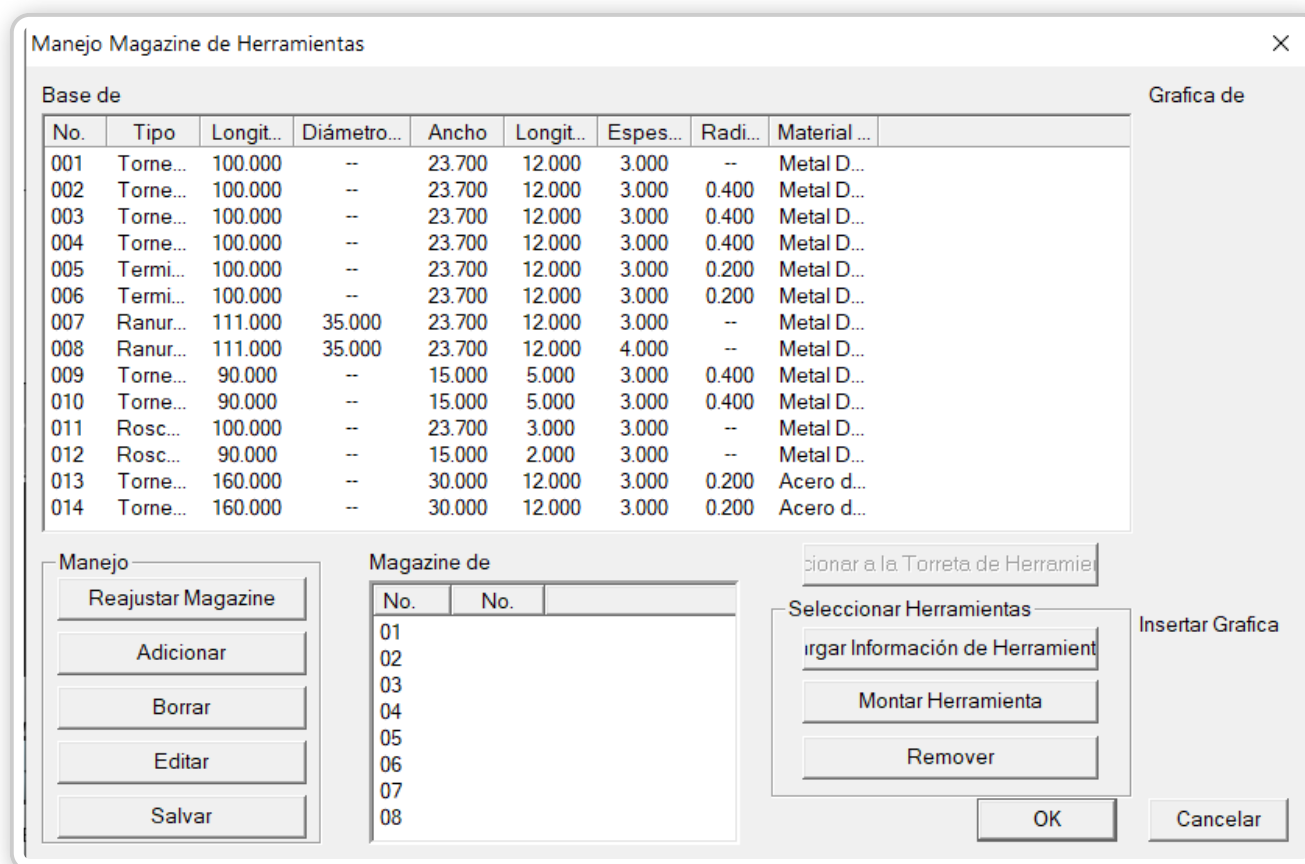 Manejo Magazine de Herramientas
Base de
Grafica de
No. Tipo Longit... Diámetro... Ancho Longit... Espes... Radi... Material ...
001 Torne... 100.000 -- 23.700 12.000 3.000 -- Metal D...
002 Torne... 100.000 -- 23.700 12.000 3.000 0.400 Metal D...
003 Torne... 100.000 -- 23.700 12.000 3.000 0.400 Metal D...
004 Torne... 100.000 -- 23.700 12.000 3.000 0.400 Metal D...
005 Termi... 100.000 -- 23.700 12.000 3.000 0.200 Metal D...
006 Termi... 100.000 -- 23.700 12.000 3.000 0.200 Metal D...
007 Ranur... 111.000 35.000 23.700 12.000 3.000 -- Metal D...
008 Ranur... 111.000 35.000 23.700 12.000 4.000 -- Metal D...
009 Torne... 90.000 -- 15.000 5.000 3.000 0.400 Metal D...
010 Torne... 90.000 -- 15.000 5.000 3.000 0.400 Metal D...
011 Rosc... 100.000 -- 23.700 3.000 3.000 -- Metal D...
012 Rosc... 90.000 -- 15.000 2.000 3.000 -- Metal D...
013 Torne... 160.000 -- 30.000 12.000 3.000 0.200 Acero d...
014 Torne... 160.000 -- 30.000 12.000 3.000 0.200 Acero d...
Manejo
Reajustar Magazine
Adicionar
Borrar
Editar
Salvar
Magazine de
No. No.
01
02
03
04
05
06
07
08
cionar a la Torreta de Herramie
Seleccionar Herramientas
rgar Información de Herramient
Montar Herramienta
Remover
Insertar Grafica
OK
Cancelar